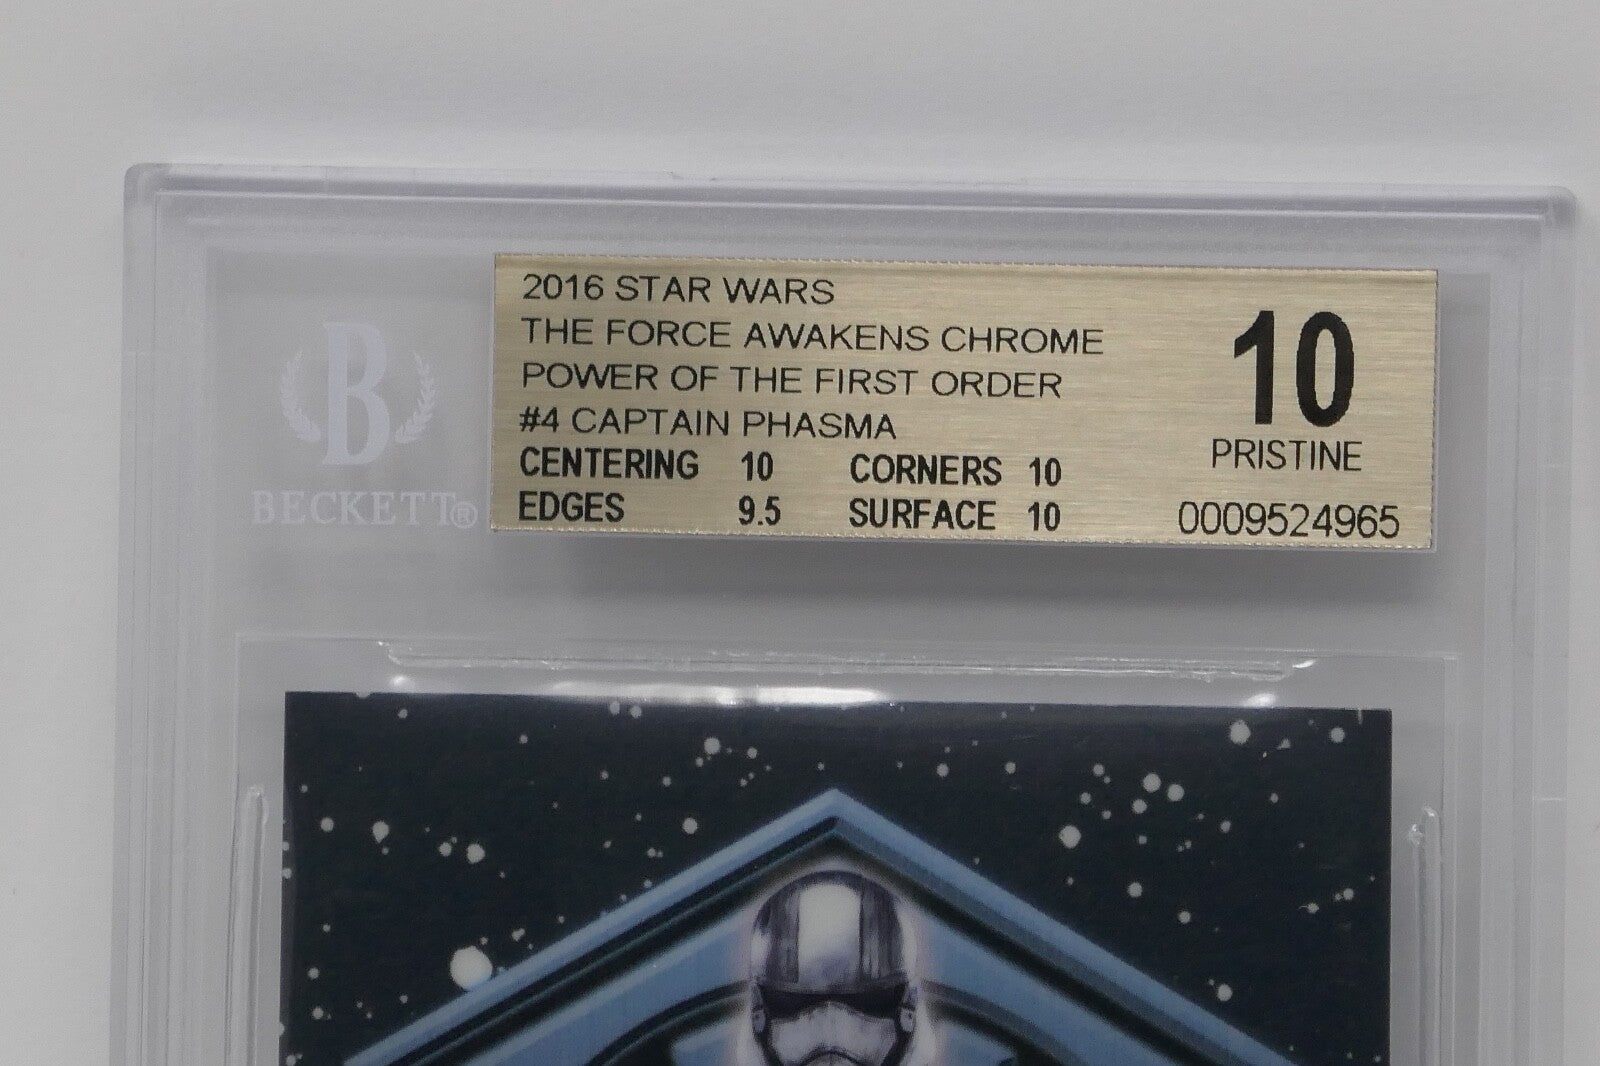 2016 STAR WARS
THE FORCE AWAKENS CHROME
POWER OF THE FIRST ORDER
#4 CAPTAIN PHASMA
CENTERING 10 CORNERS 10
EDGES 9.5 SURFACE 10
10
PRISTINE
0009524965
B
BECKETT®